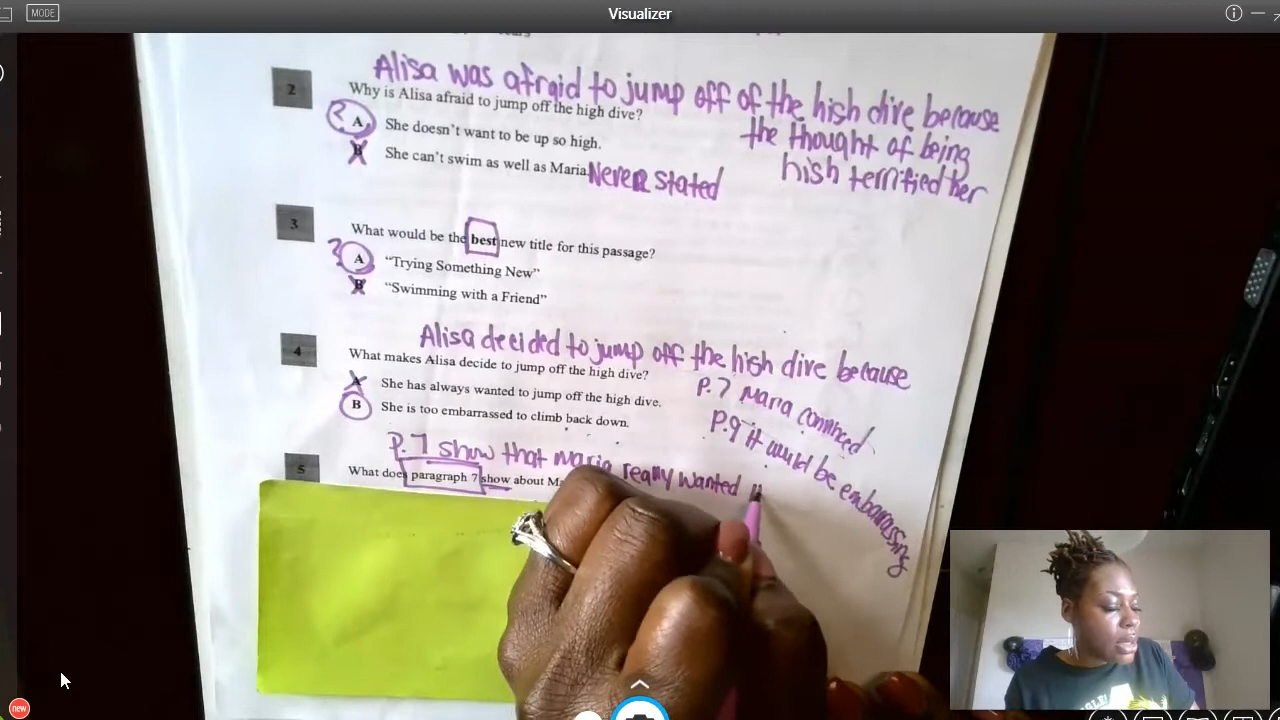 MODE
Visualizer
Alisa was afraid to jump off of the high dive because
the thought of being
high terrified her
2
Why is Alisa afraid to jump off the high dive?
A
She doesn't want to be up so high.
B
She can't swim as well as Maria
Never stated
3
What would be the best new title for this passage?
A
"Trying Something New"
B
"Swimming with a Friend"
Alisa decided to jump off the high dive because
4
What makes Alisa decide to jump off the high dive?
A
She has always wanted to jump off the high dive.
P.7 Maria convinced
B
She is too embarrassed to climb back down.
P.9 it would be embarrassing
P.7 show that Maria really wanted
5
What does paragraph 7 show about
new